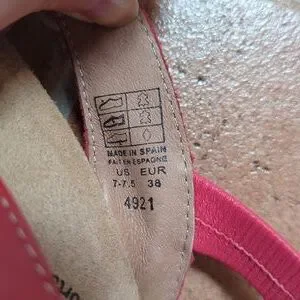 MADE IN SPAIN
FAIT EN ESPAGNE
US EUR
7-7.5 38
4921